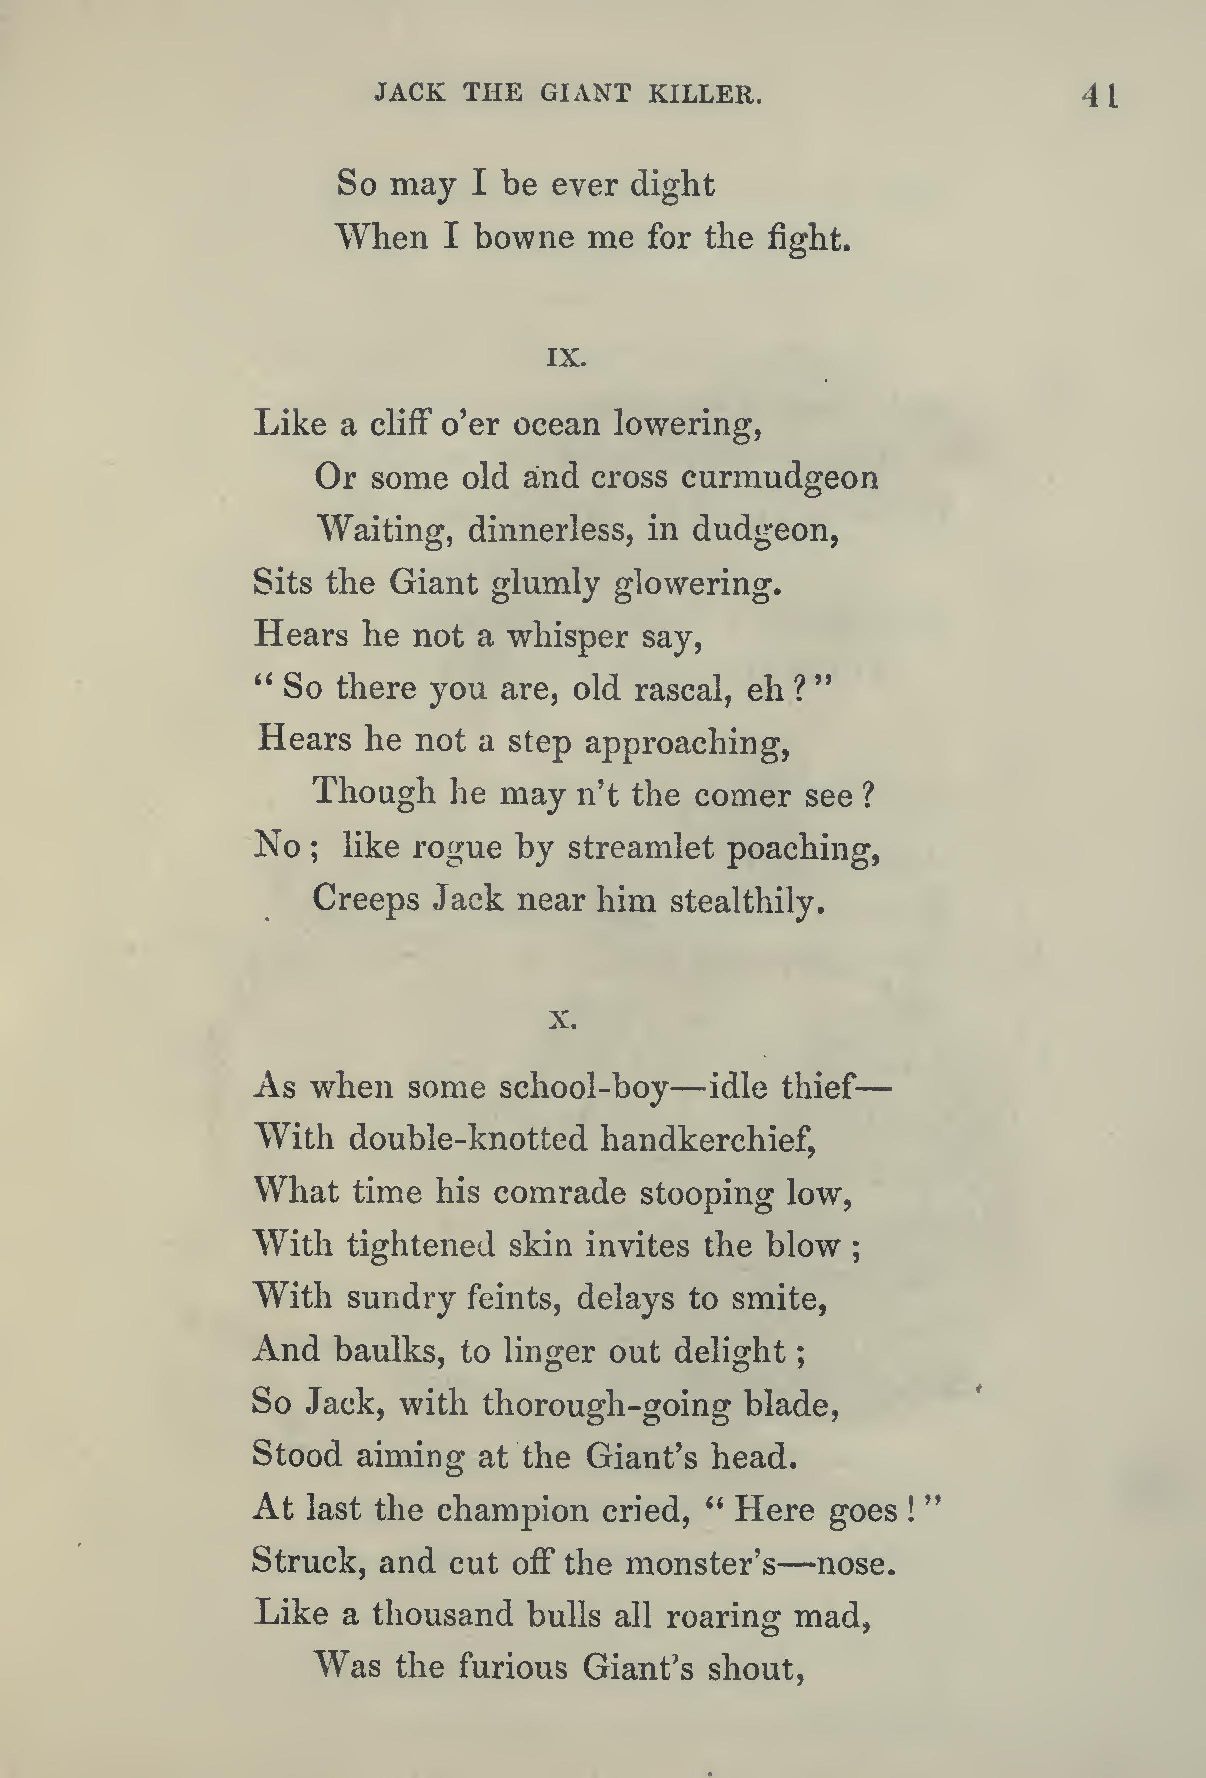 JACK THE GIANT KILLER. 41
So may I be ever dight
When I bowne me for the fight.
IX.
Like a cliff o'er ocean lowering,
Or some old and cross curmudgeon
Waiting, dinnerless, in dudgeon,
Sits the Giant glumly glowering.
Hears he not a whisper say,
“ So there you are, old rascal, eh ? ”
Hears he not a step approaching,
Though he may n't the comer see ?
No ; like rogue by streamlet poaching,
Creeps Jack near him stealthily.
X.
As when some school-boy—idle thief—
With double-knotted handkerchief,
What time his comrade stooping low,
With tightened skin invites the blow ;
With sundry feints, delays to smite,
And baulks, to linger out delight ;
So Jack, with thorough-going blade,
Stood aiming at the Giant's head.
At last the champion cried, “ Here goes ! ”
Struck, and cut off the monster's—nose.
Like a thousand bulls all roaring mad,
Was the furious Giant's shout,